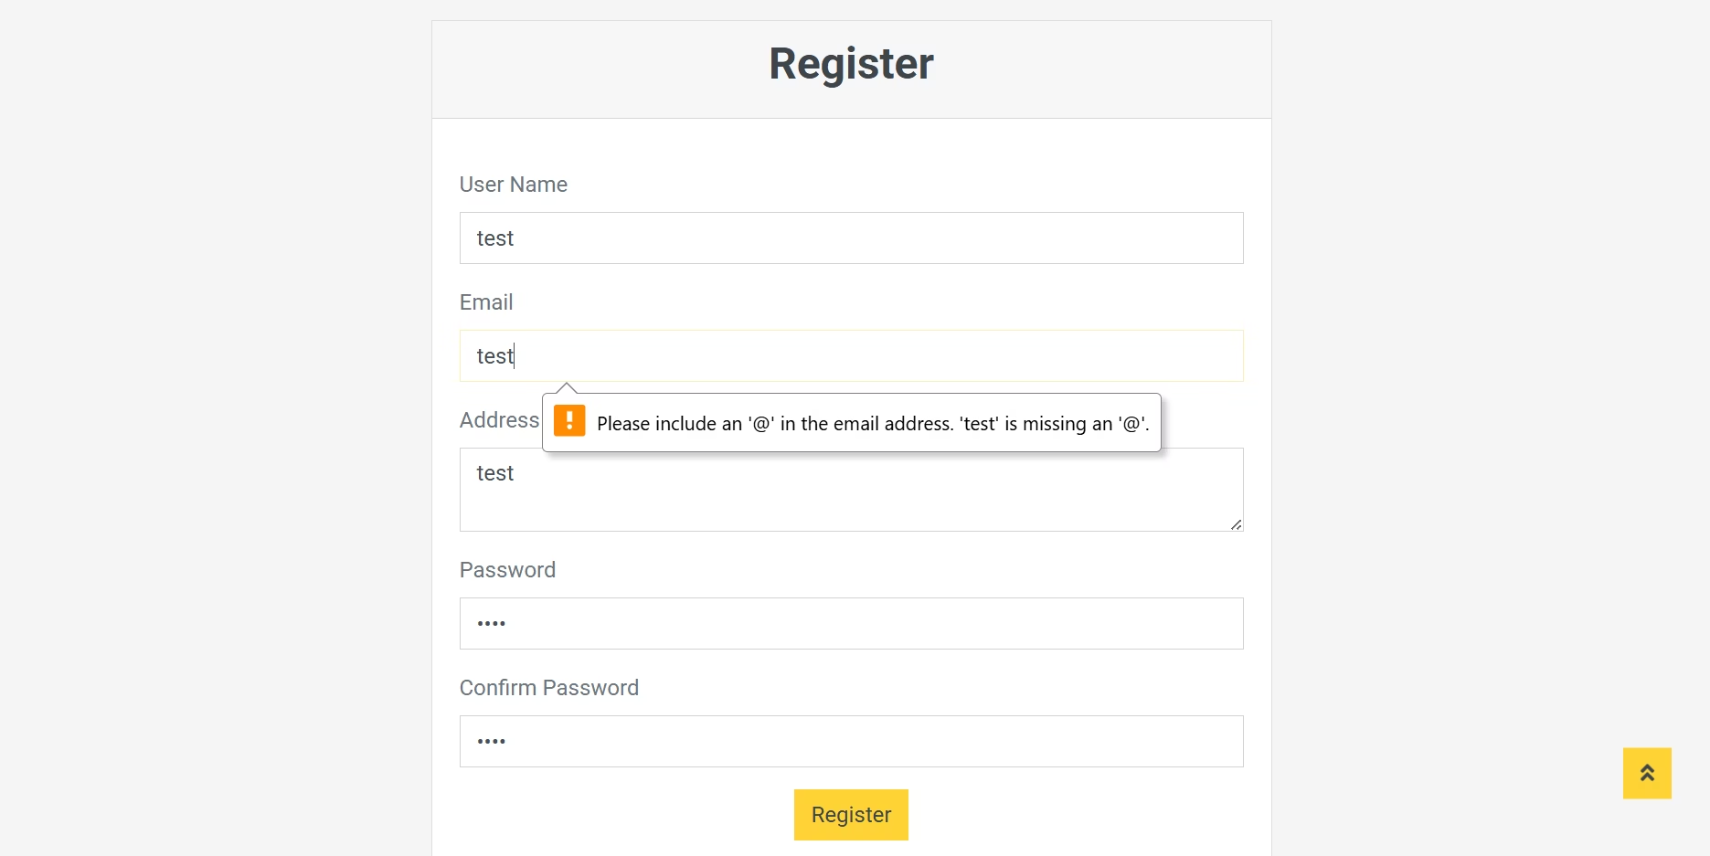 Register
User Name
test
Email
test
Please include an '@' in the email address. 'test' is missing an '@'.
Address
test
Password
••••
Confirm Password
••••
Register